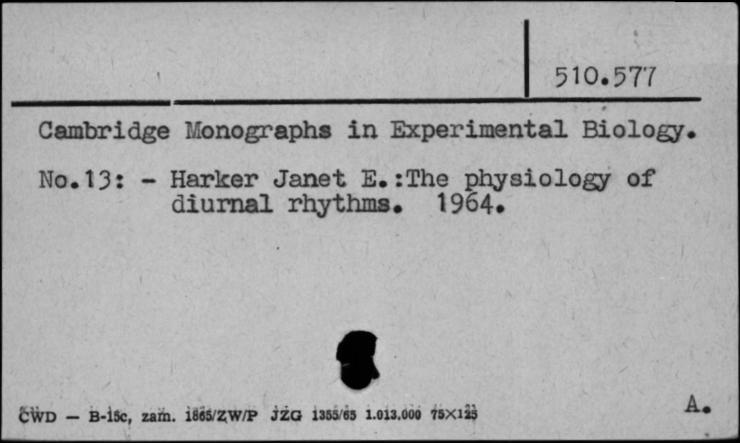 510.577
Cambridge Monographs in Experimental Biology.
No.13: - Harker Janet E.:The physiology of
diurnal rhythms. 1964.
CWD — B-15c, zam. 1865/ZW/P JZG 1355/65 1.013.000 75×125
A.